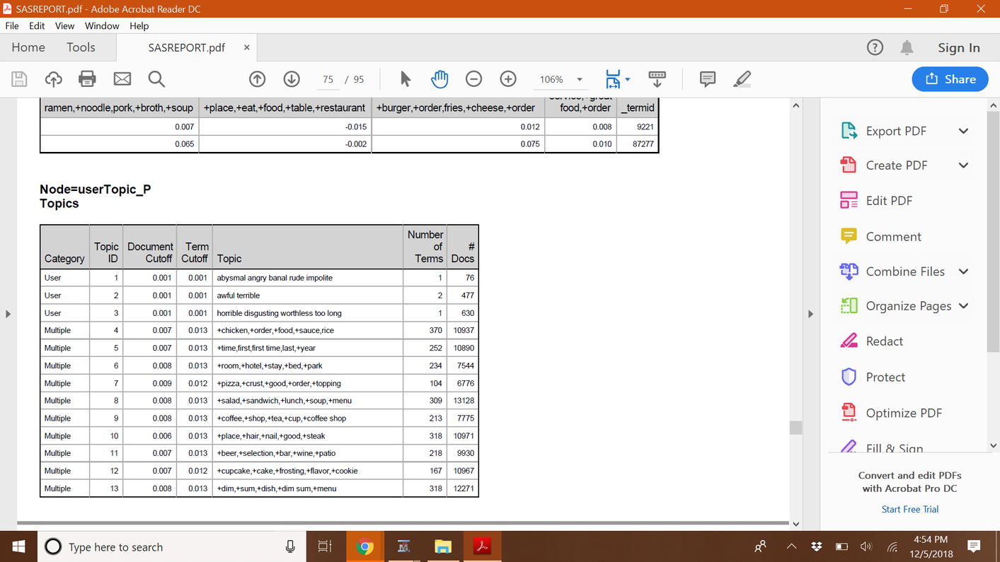 SASREPORT.pdf - Adobe Acrobat Reader DC
File Edit View Window Help
Home Tools SASREPORT.pdf × Sign In
75 / 95 106% Share
food,+order
ramen,+noodle,pork,+broth,+soup +place,+eat,+food,+table,+restaurant +burger,+order,fries,+cheese,+order _termid
0.007 -0.015 0.012 0.008 9221
0.065 -0.002 0.075 0.010 87277
Node=userTopic_P
Topics
Category Topic ID Document Cutoff Term Cutoff Topic Number of Terms # Docs
User 1 0.001 0.001 abysmal angry banal rude impolite 1 76
User 2 0.001 0.001 awful terrible 2 477
User 3 0.001 0.001 horrible disgusting worthless too long 1 630
Multiple 4 0.007 0.013 +chicken,+order,+food,+sauce,rice 370 10937
Multiple 5 0.007 0.013 +time,first,first time,last,+year 252 10890
Multiple 6 0.008 0.013 +room,+hotel,+stay,+bed,+park 234 7544
Multiple 7 0.009 0.012 +pizza,+crust,+good,+order,+topping 104 6776
Multiple 8 0.008 0.013 +salad,+sandwich,+lunch,+soup,+menu 309 13128
Multiple 9 0.008 0.013 +coffee,+shop,+tea,+cup,+coffee shop 213 7775
Multiple 10 0.006 0.013 +place,+hair,+nail,+good,+steak 318 10971
Multiple 11 0.007 0.013 +beer,+selection,+bar,+wine,+patio 218 9930
Multiple 12 0.007 0.012 +cupcake,+cake,+frosting,+flavor,+cookie 167 10967
Multiple 13 0.008 0.013 +dim,+sum,+dish,+dim sum,+menu 318 12271
Export PDF
Create PDF
Edit PDF
Comment
Combine Files
Organize Pages
Redact
Protect
Optimize PDF
Fill & Sign
Convert and edit PDFs
with Acrobat Pro DC
Start Free Trial
Type here to search
4:54 PM
12/5/2018